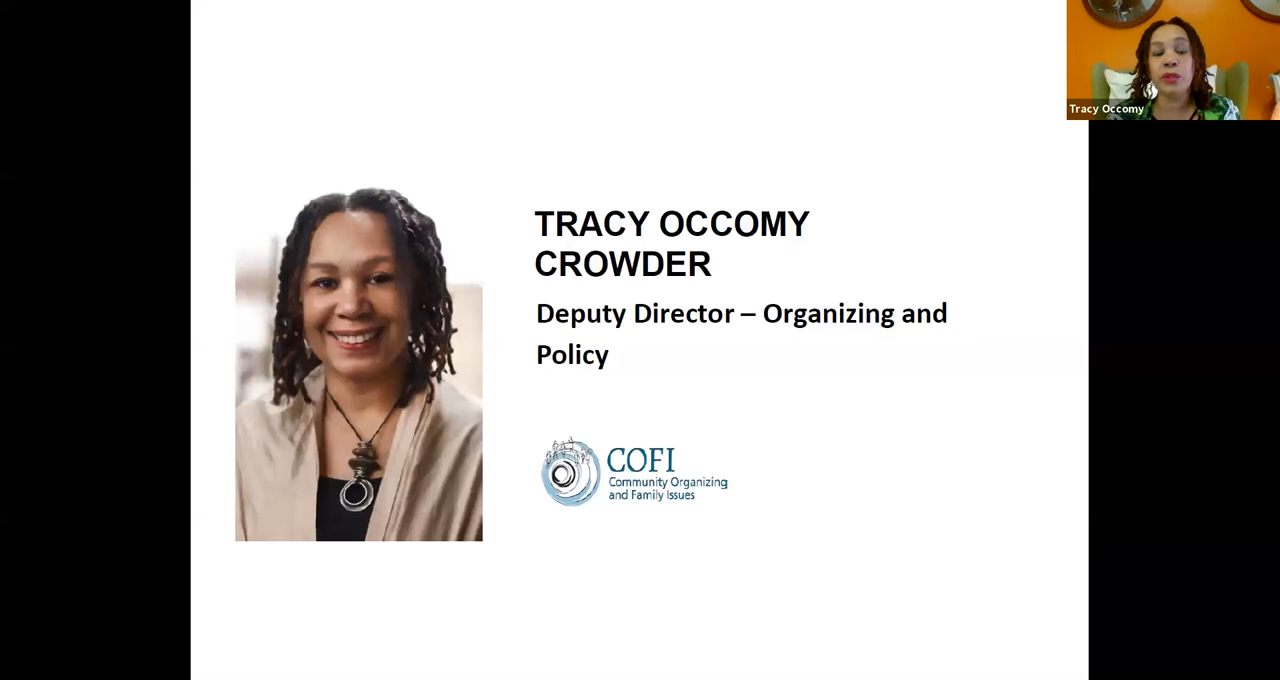 Tracy Occomy
TRACY OCCOMY
CROWDER
Deputy Director – Organizing and
Policy
COFI
Community Organizing
and Family Issues